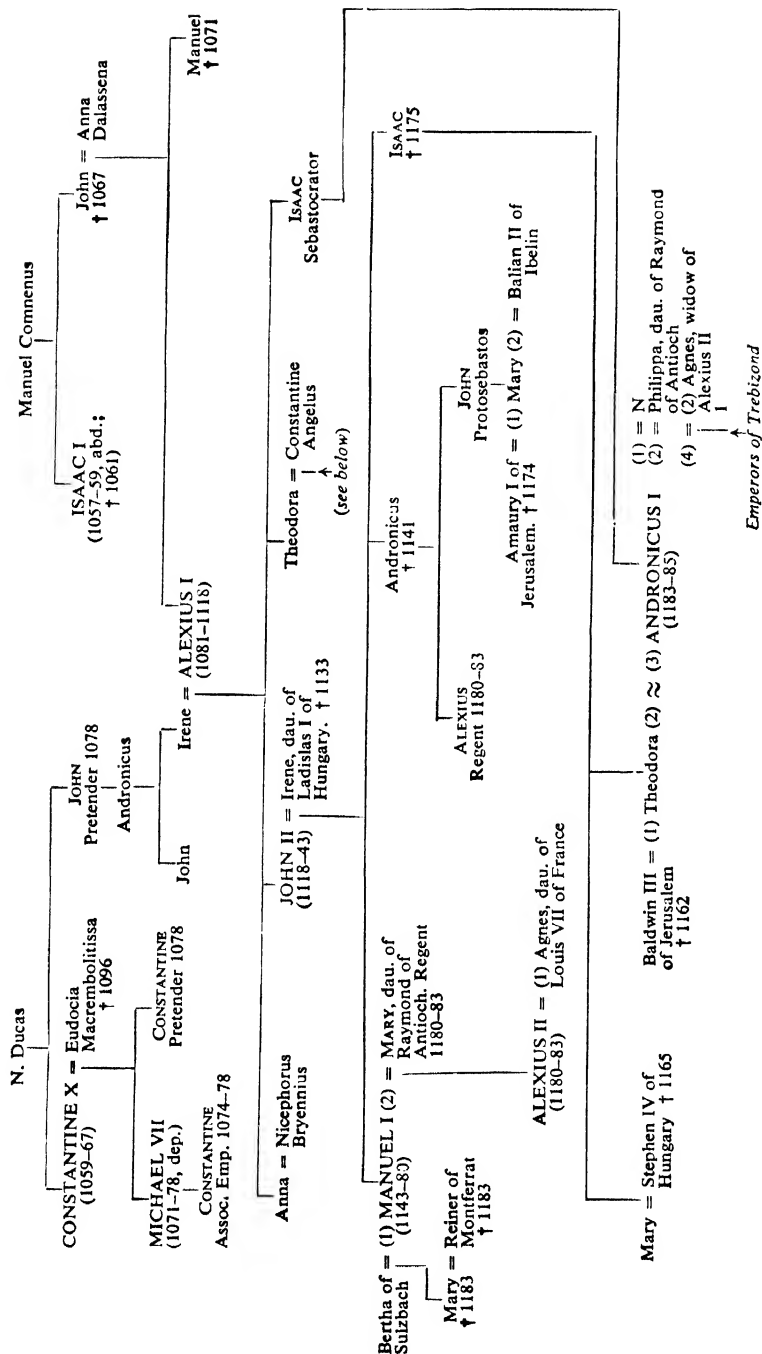 N. Ducas
Manuel Comnenus
CONSTANTINE X = Eudocia
(1059–67) Macrembolitissa
† 1096
JOHN
Pretender 1078
ISAAC I
(1057–59, abd.;
† 1061)
John = Anna
† 1067 Dalassena
MICHAEL VII
(1071–78, dep.)
CONSTANTINE
Pretender 1078
Andronicus
CONSTANTINE
Assoc. Emp. 1074–78
John
Irene = ALEXIUS I
(1081–1118)
Manuel
† 1071
Anna = Nicephorus
Bryennius
JOHN II = Irene, dau. of
(1118–43) Ladislas I of
Hungary. † 1133
Theodora = Constantine
Angelus
(see below)
ISAAC
Sebastocrator
Bertha of = (1) MANUEL I (2) = MARY, dau. of
Sulzbach (1143–80) Raymond of
Antioch. Regent
1180–83
Andronicus
† 1141
ISAAC
† 1175
Mary = Reiner of
† 1183 Montferrat
† 1183
ALEXIUS
Regent 1180–83
JOHN
Protosebastos
ALEXIUS II = (1) Agnes, dau. of
(1180–83) Louis VII of France
Amaury I of = (1) Mary (2) = Balian II of
Jerusalem. † 1174 Ibelin
Mary = Stephen IV of
Hungary † 1165
Baldwin III = (1) Theodora (2) ≈ (3) ANDRONICUS I
of Jerusalem (1183–85)
† 1162
(1) = N
(2) = Philippa, dau. of Raymond
of Antioch
(4) = (2) Agnes, widow of
Alexius II
Emperors of Trebizond